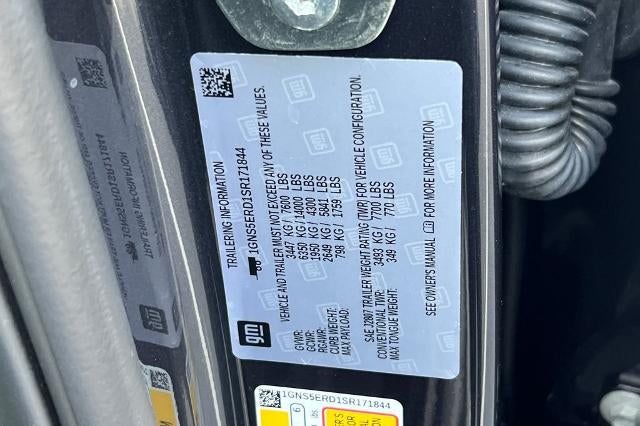 TRAILERING INFORMATION
1GNS5ERD1SR171844
VEHICLE AND TRAILER MUST NOT EXCEED ANY OF THESE VALUES.
GVWR: 3447 KG / 7600 LBS
GCWR: 6350 KG / 14000 LBS
RGAWR: 1950 KG / 4300 LBS
CURB WEIGHT: 2649 KG / 5841 LBS
MAX PAYLOAD: 798 KG / 1759 LBS
SAE J2807 TRAILER WEIGHT RATING (TWR) FOR VEHICLE CONFIGURATION.
CONVENTIONAL TWR: 3493 KG / 7700 LBS
MAX TONGUE WEIGHT: 349 KG / 770 LBS
SEE OWNER'S MANUAL FOR MORE INFORMATION
gm
1GNS5ERD1SR171844